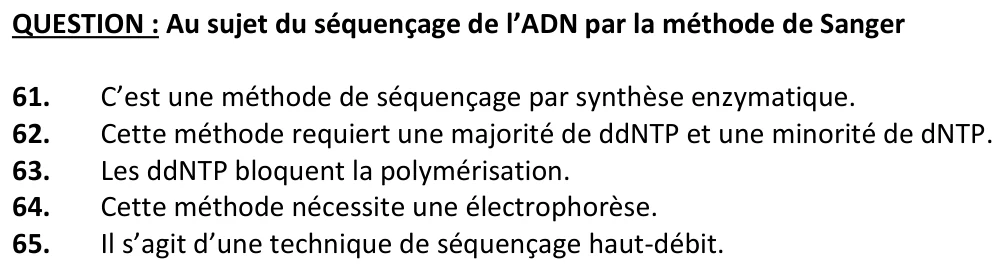 QUESTION : Au sujet du séquençage de l'ADN par la méthode de Sanger
61. C'est une méthode de séquençage par synthèse enzymatique.
62. Cette méthode requiert une majorité de ddNTP et une minorité de dNTP.
63. Les ddNTP bloquent la polymérisation.
64. Cette méthode nécessite une électrophorèse.
65. Il s'agit d'une technique de séquençage haut-débit.